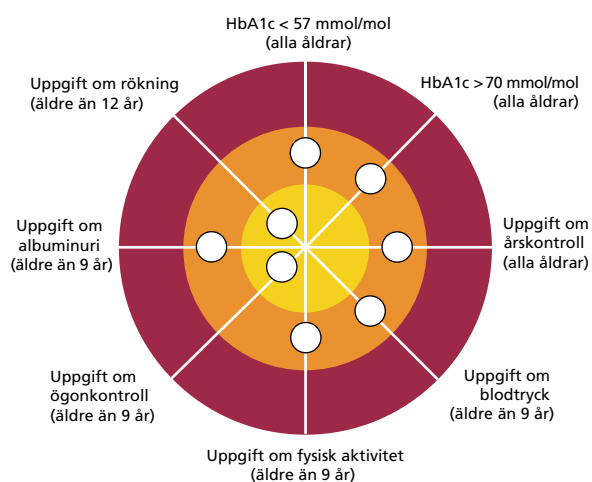 HbA1c < 57 mmol/mol
(alla åldrar)
HbA1c >70 mmol/mol
(alla åldrar)
Uppgift om
årskontroll
(alla åldrar)
Uppgift om
blodtryck
(äldre än 9 år)
Uppgift om fysisk aktivitet
(äldre än 9 år)
Uppgift om
ögonkontroll
(äldre än 9 år)
Uppgift om
albuminuri
(äldre än 9 år)
Uppgift om rökning
(äldre än 12 år)